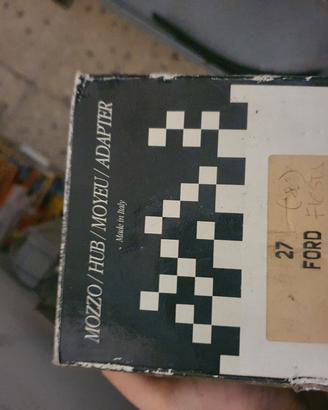 MOZZO / HUB / MOYEU / ADAPTER
Made in Italy
27
FORD